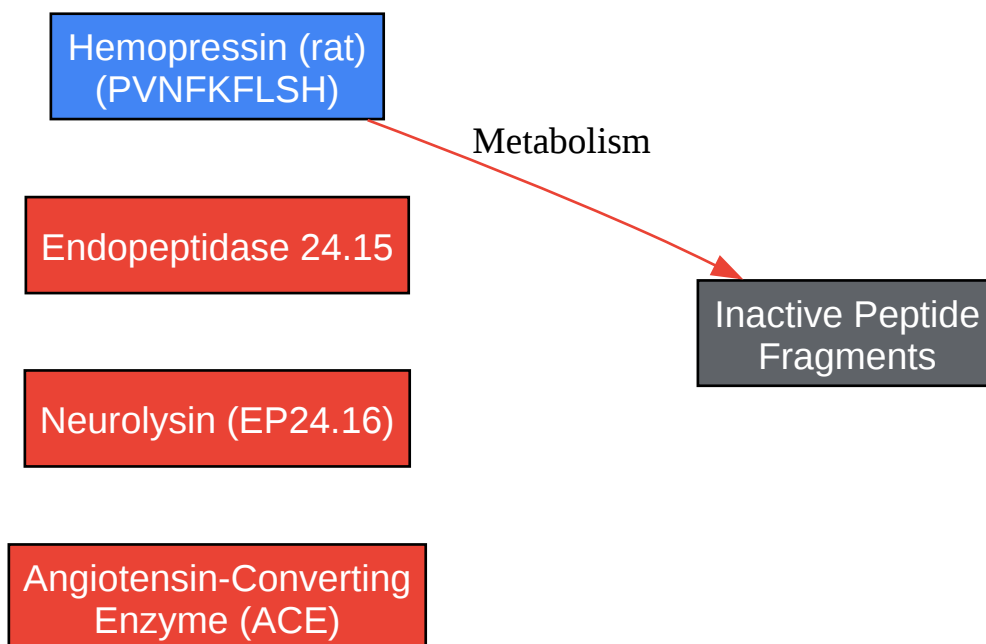 Hemopressin (rat)
(PVNFKFLSH)
Metabolism
Endopeptidase 24.15
Inactive Peptide
Fragments
Neurolysin (EP24.16)
Angiotensin-Converting
Enzyme (ACE)